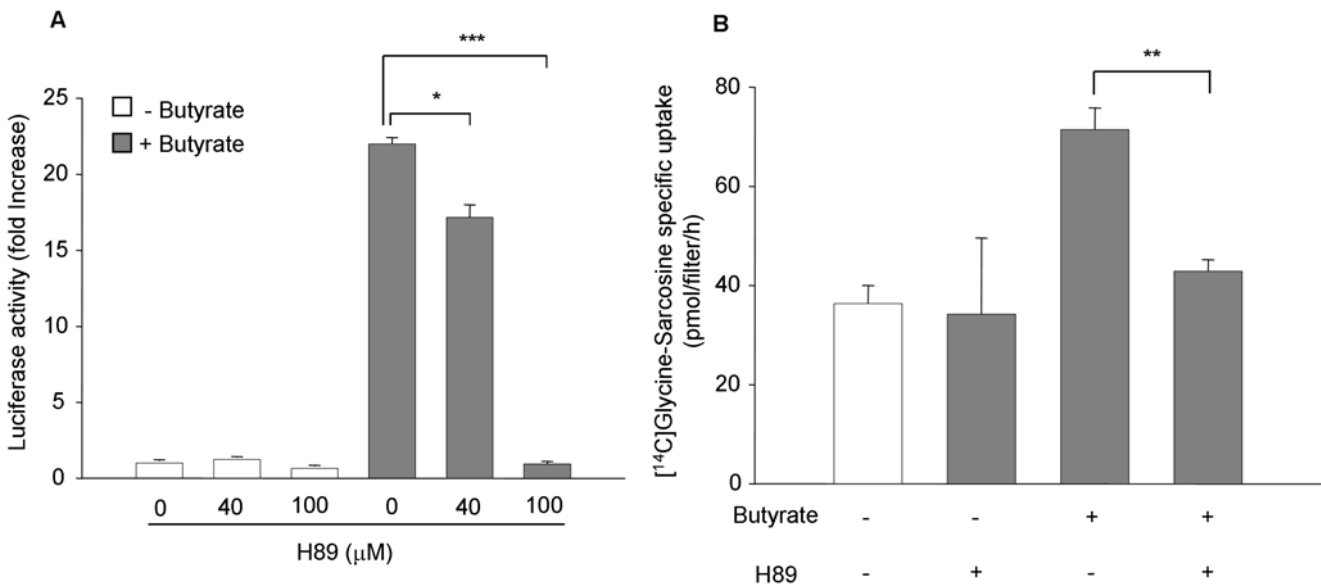 A
***
*
- Butyrate
+ Butyrate
Luciferase activity (fold Increase)
25
20
15
10
5
0
0 40 100 0 40 100
H89 (μM)
B
**
[¹⁴C]Glycine-Sarcosine specific uptake
(pmol/filter/h)
80
60
40
20
0
Butyrate - - + +
H89 - + - +